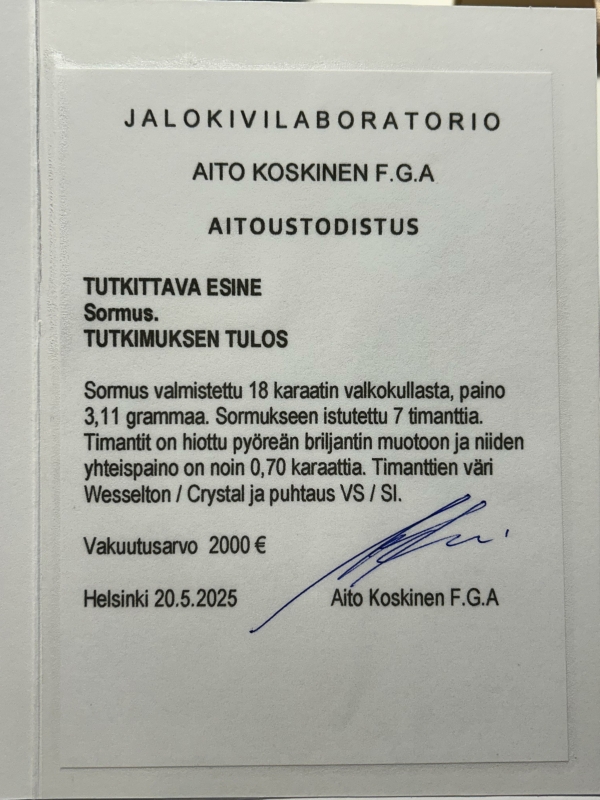 JALOKIVILABORATORIO
AITO KOSKINEN F.G.A
AITOUSTODISTUS
TUTKITTAVA ESINE
Sormus.
TUTKIMUKSEN TULOS
Sormus valmistettu 18 karaatin valkokullasta, paino
3,11 grammaa. Sormukseen istutettu 7 timanttia.
Timantit on hiottu pyöreän briljantin muotoon ja niiden
yhteispaino on noin 0,70 karaattia. Timanttien väri
Wesselton / Crystal ja puhtaus VS / SI.
Vakuutusarvo 2000 €
Helsinki 20.5.2025 Aito Koskinen F.G.A